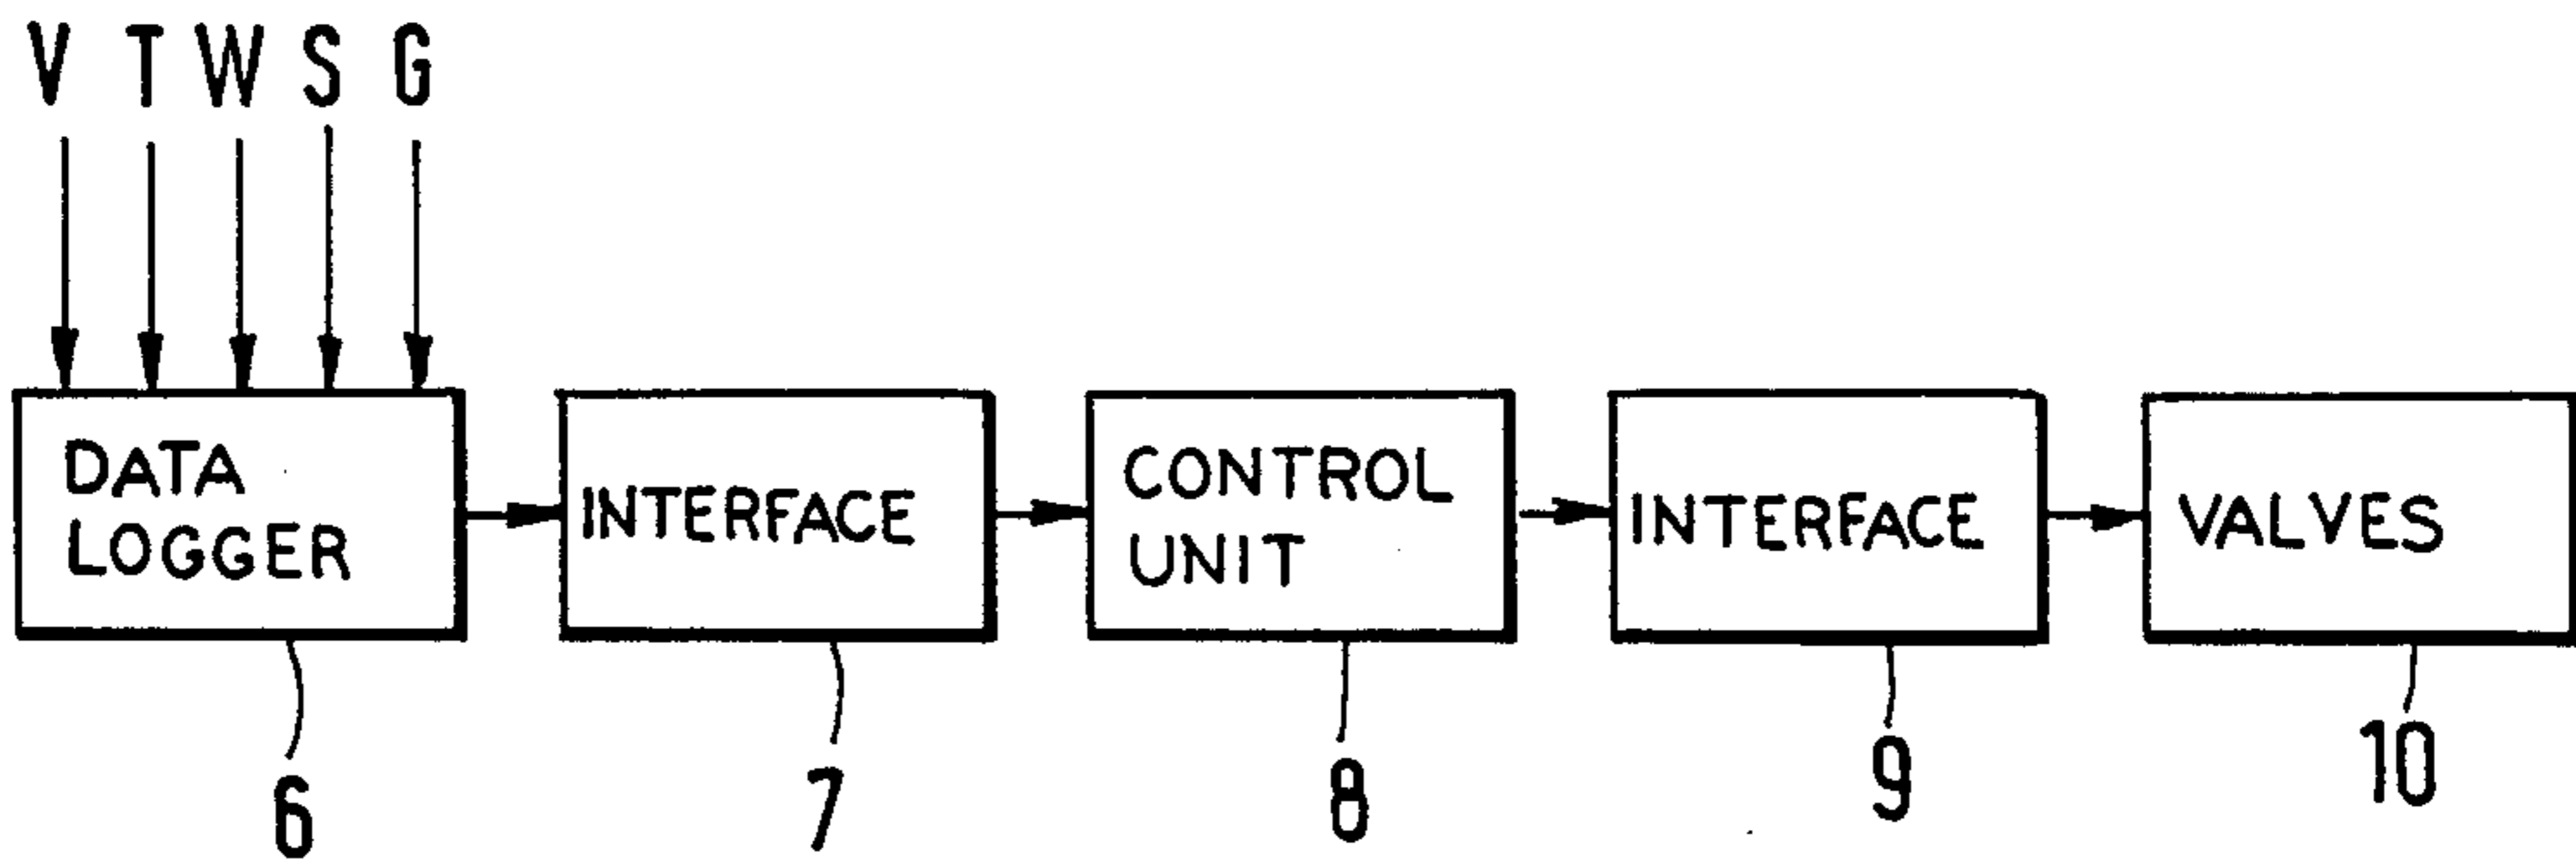 V T W S G
DATA
LOGGER
INTERFACE
CONTROL
UNIT
INTERFACE
VALVES
6 7 8 9 10